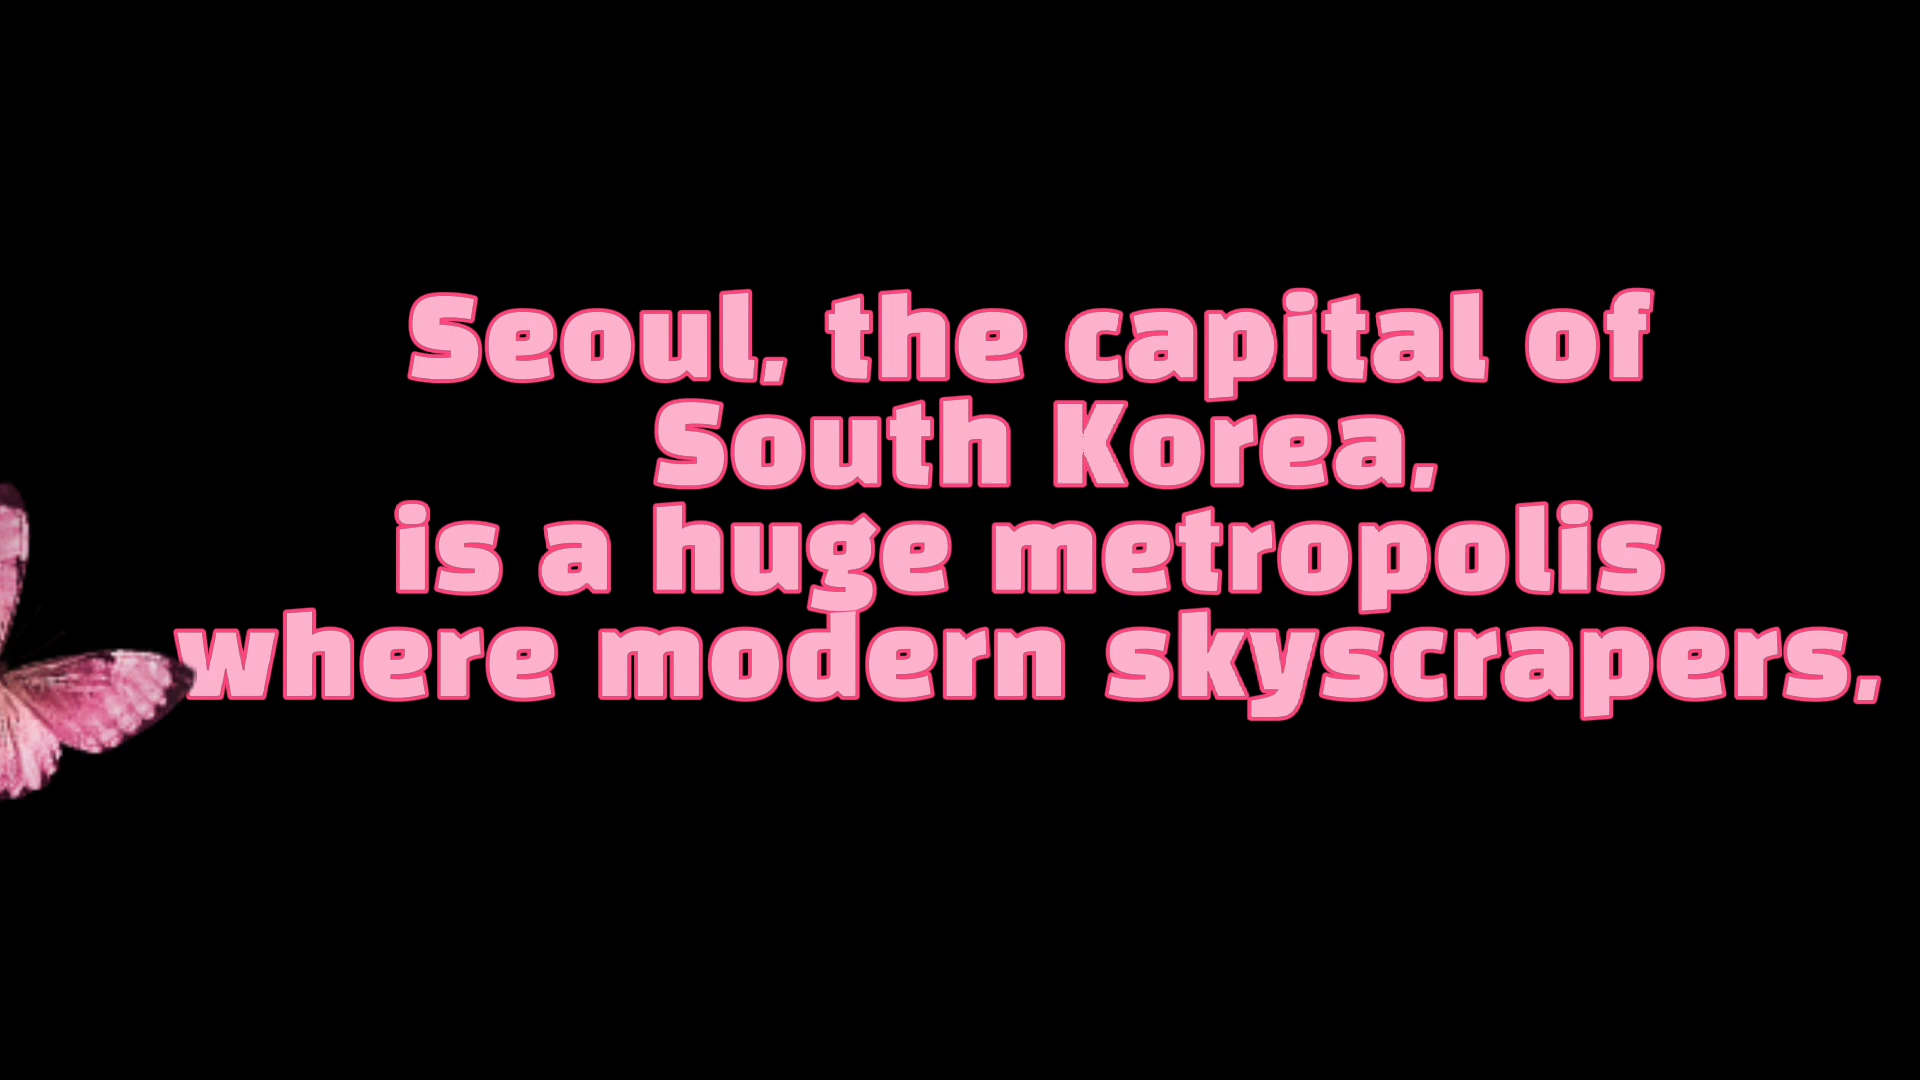 Seoul, the capital of
South Korea,
is a huge metropolis
where modern skyscrapers,